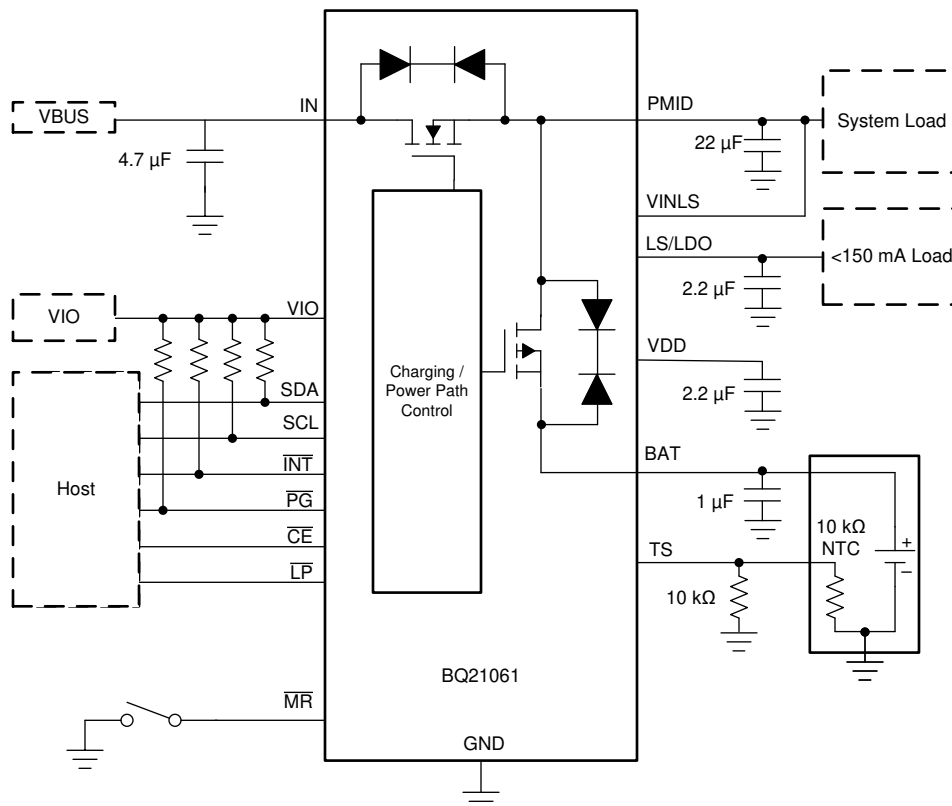 VBUS
4.7 µF
IN
PMID
22 µF
System Load
VINLS
LS/LDO
<150 mA Load
2.2 µF
VIO
VIO
VDD
2.2 µF
Charging /
Power Path
Control
Host
SDA
SCL
INT
PG
CE
LP
BAT
1 µF
TS
10 kΩ
10 kΩ
NTC
+
–
BQ21061
MR
GND